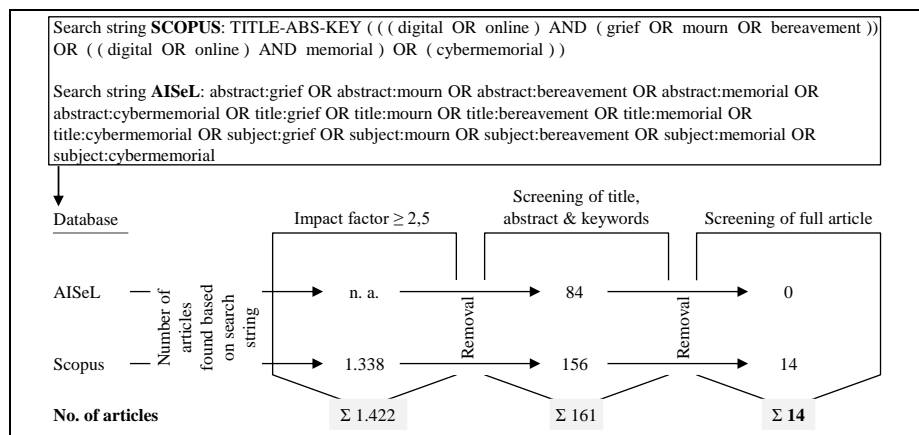 Search string SCOPUS: TITLE-ABS-KEY ( ( ( digital OR online ) AND ( grief OR mourn OR bereavement ))
OR ( ( digital OR online ) AND memorial ) OR ( cybermemorial ) )
Search string AISeL: abstract:grief OR abstract:mourn OR abstract:bereavement OR abstract:memorial OR
abstract:cybermemorial OR title:grief OR title:mourn OR title:bereavement OR title:memorial OR
title:cybermemorial OR subject:grief OR subject:mourn OR subject:bereavement OR subject:memorial OR
subject:cybermemorial
Database
Impact factor ≥ 2,5
Screening of title,
abstract & keywords
Screening of full article
Number of
articles
found based
on search
string
Removal
Removal
AISeL
n. a.
84
0
Scopus
1.338
156
14
No. of articles
Σ 1.422
Σ 161
Σ 14